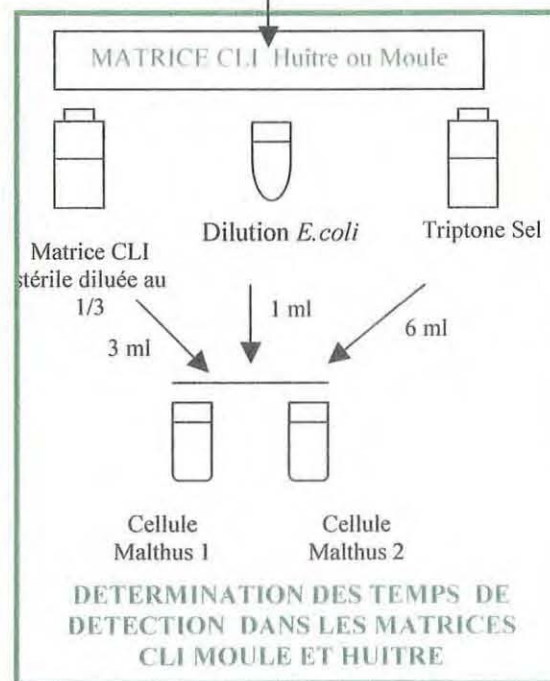 MATRICE CLI Huître ou Moule
Matrice CLI
stérile diluée au
1/3
Dilution E.coli
Triptone Sel
3 ml
1 ml
6 ml
Cellule
Malthus 1
Cellule
Malthus 2
DETERMINATION DES TEMPS DE
DETECTION DANS LES MATRICES
CLI MOULE ET HUITRE